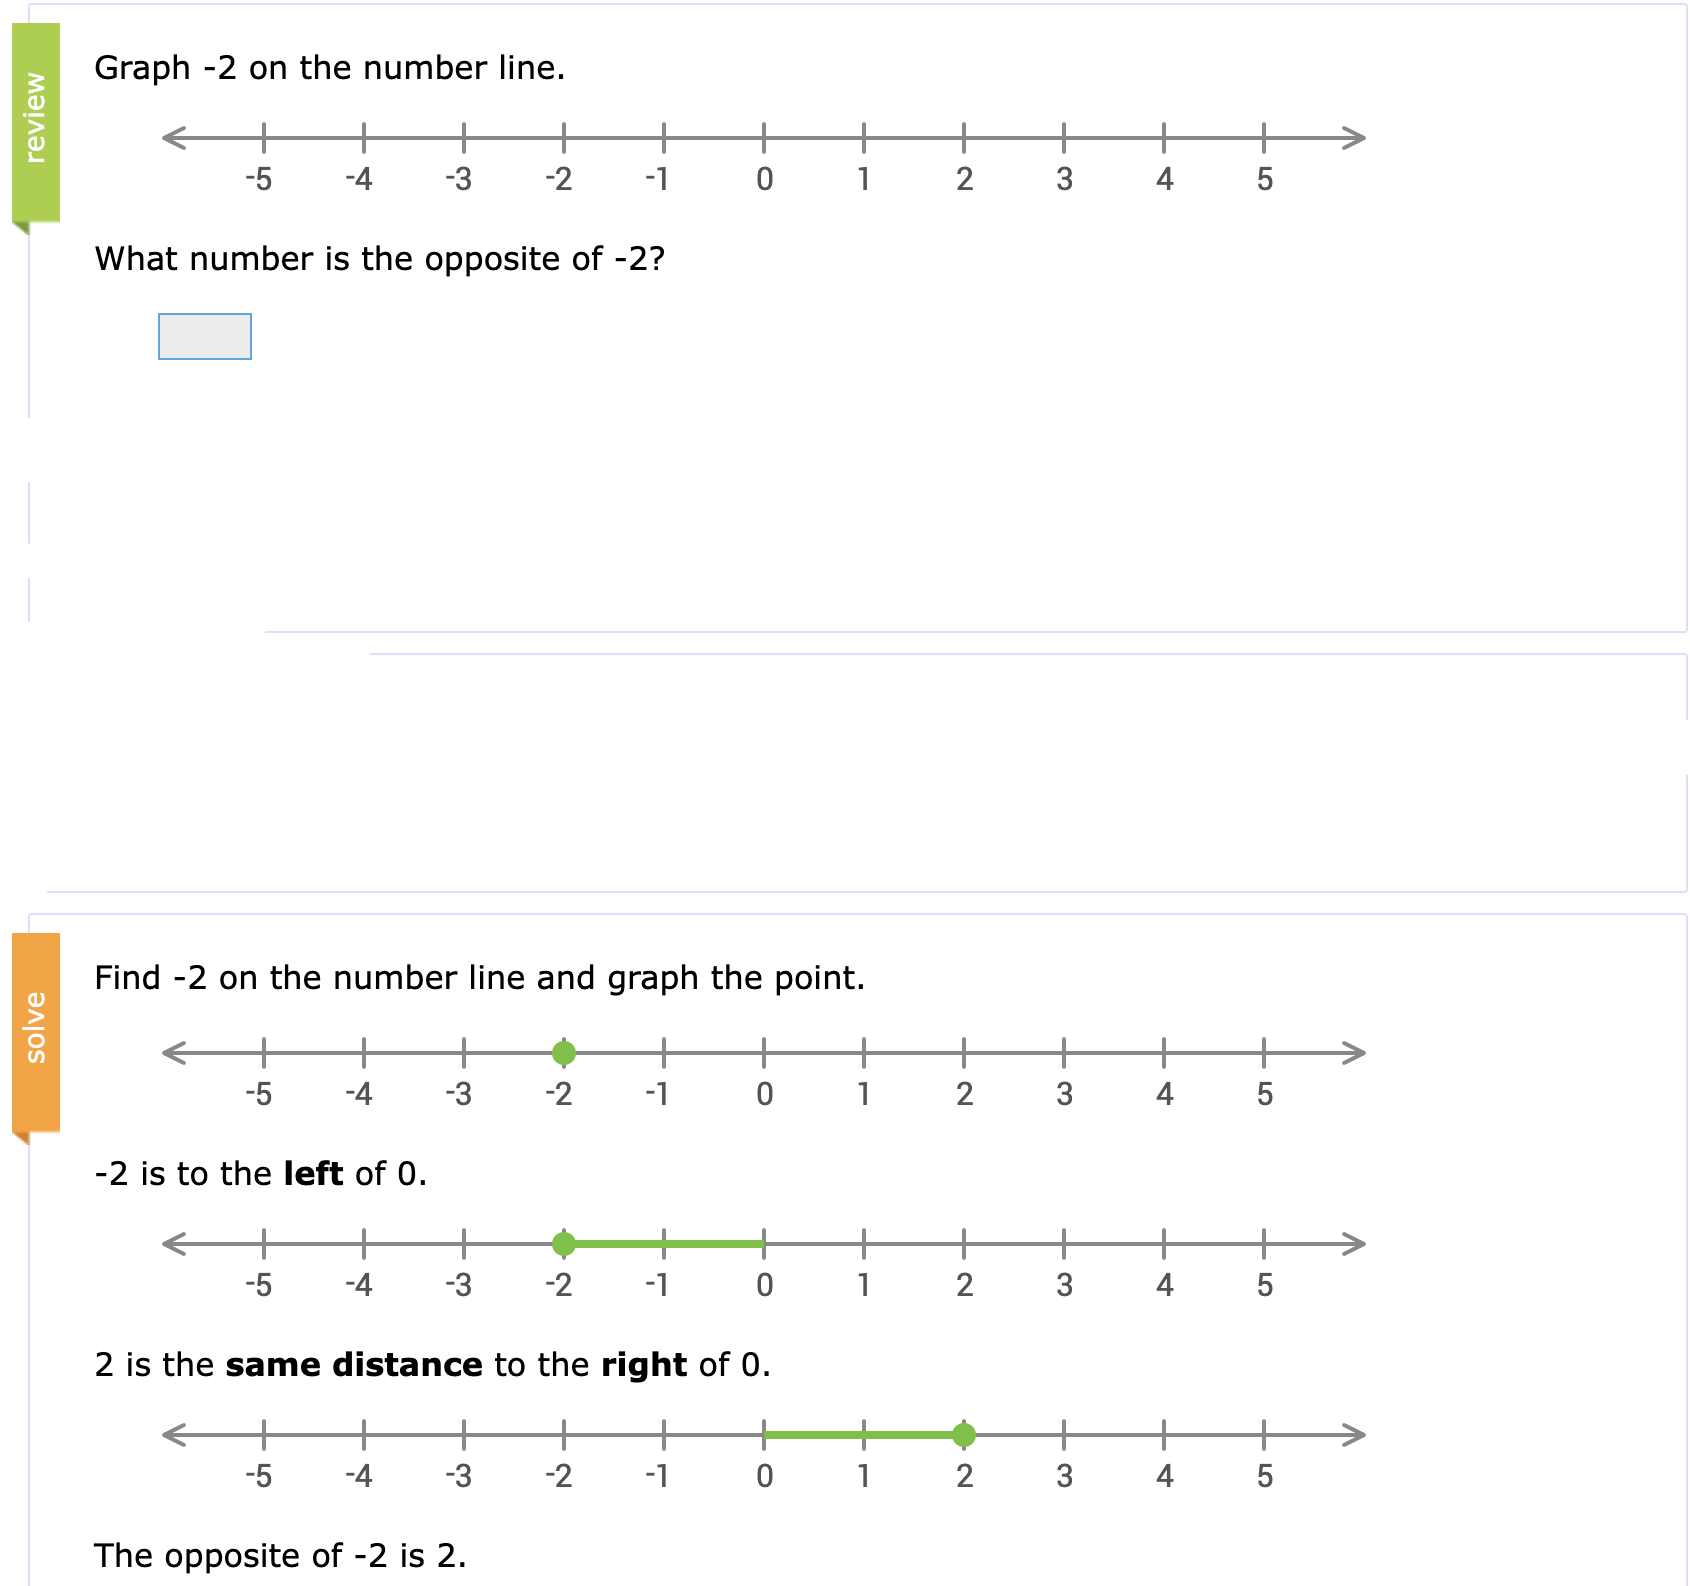 review
Graph -2 on the number line.
-5 -4 -3 -2 -1 0 1 2 3 4 5
What number is the opposite of -2?
solve
Find -2 on the number line and graph the point.
-5 -4 -3 -2 -1 0 1 2 3 4 5
-2 is to the left of 0.
-5 -4 -3 -2 -1 0 1 2 3 4 5
2 is the same distance to the right of 0.
-5 -4 -3 -2 -1 0 1 2 3 4 5
The opposite of -2 is 2.